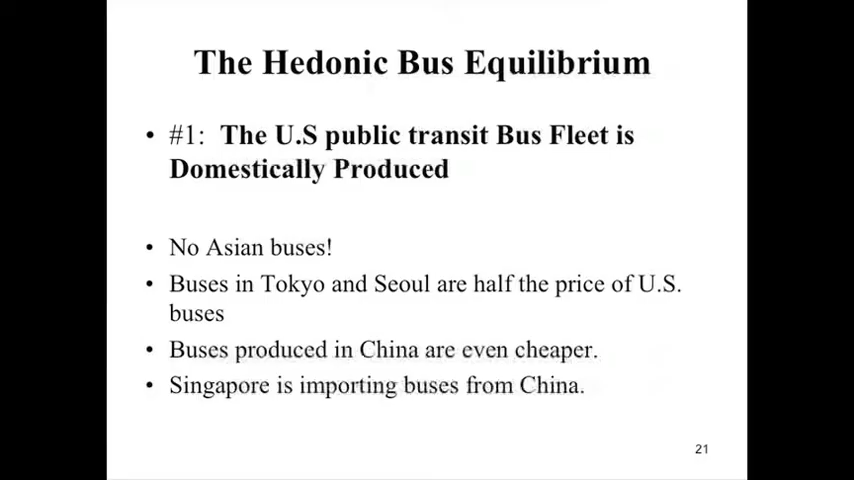 The Hedonic Bus Equilibrium
• #1: The U.S public transit Bus Fleet is
Domestically Produced
• No Asian buses!
• Buses in Tokyo and Seoul are half the price of U.S.
buses
• Buses produced in China are even cheaper.
• Singapore is importing buses from China.
21